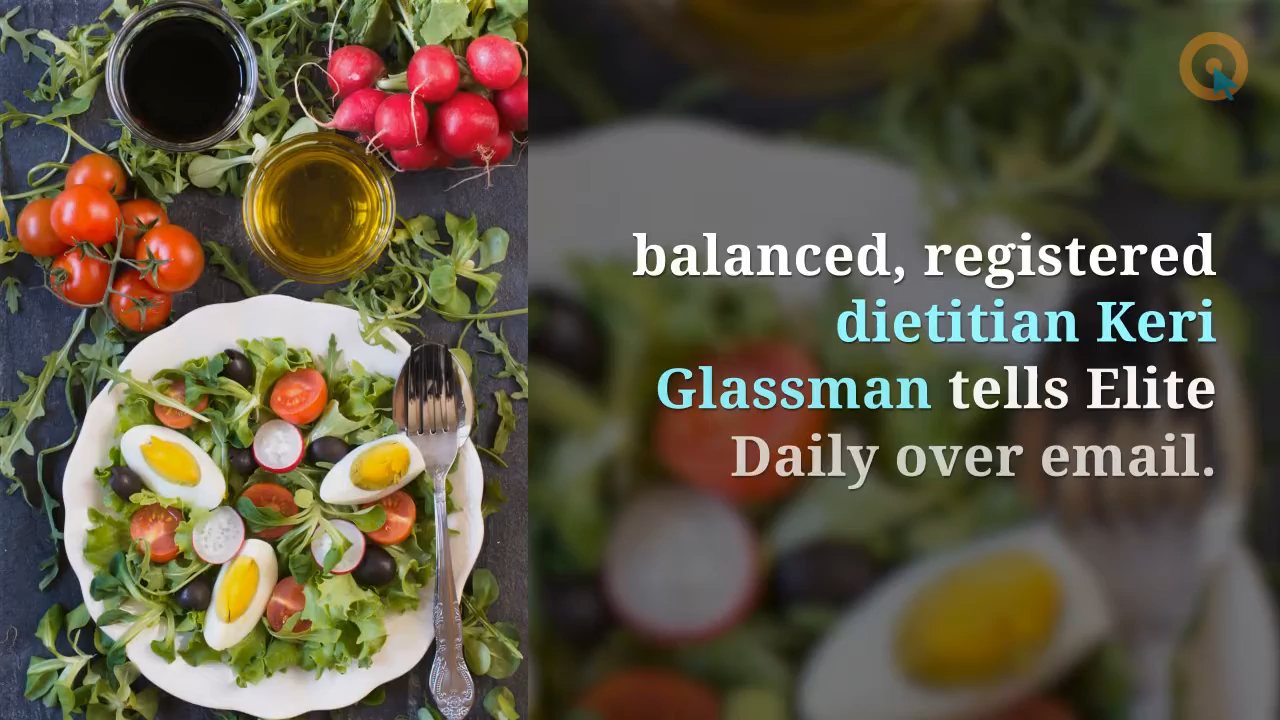 balanced, registered
dietitian Keri
Glassman tells Elite
Daily over email.